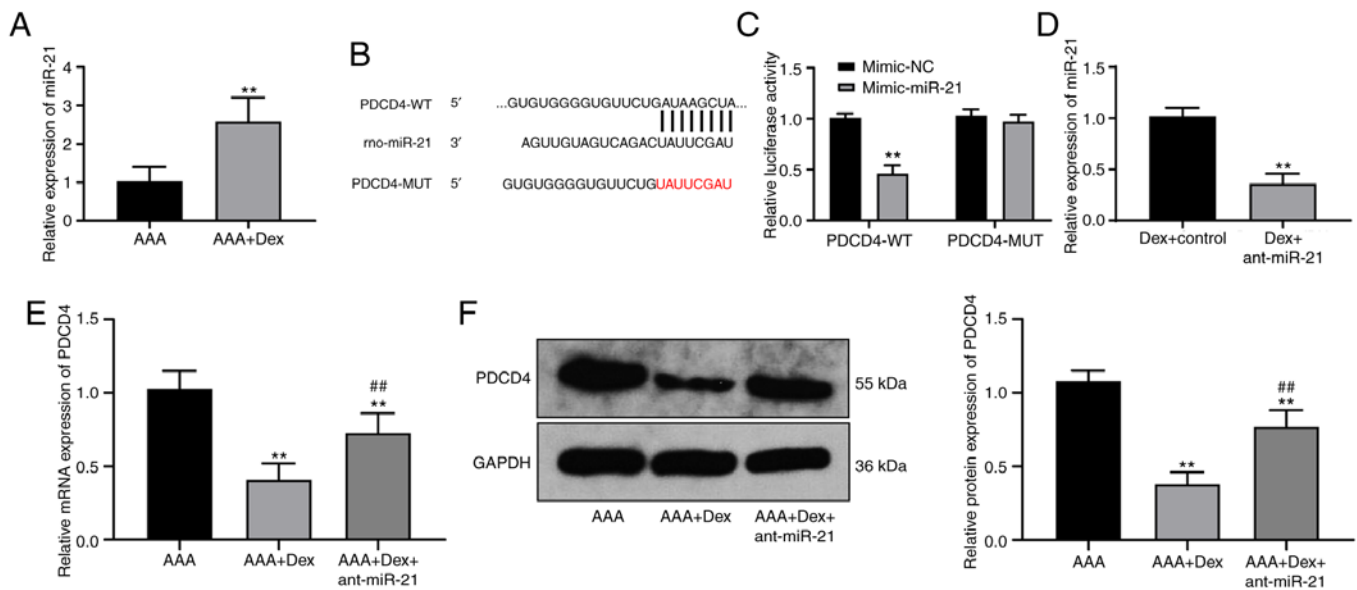 A
Relative expression of miR-21
4
3
2
1
0
**
AAA
AAA+Dex
B
PDCD4-WT 5′ ...GUGUGGGGUGUUCUGAUAAGCUA...
rno-miR-21 3′ AGUUGUAGUCAGACUAUUCGAU
PDCD4-MUT 5′ GUGUGGGGUGUUCUGUAUUCGAU
C
Relative luciferase activity
Mimic-NC
Mimic-miR-21
1.5
1.0
0.5
0.0
**
PDCD4-WT
PDCD4-MUT
D
Relative expression of miR-21
1.5
1.0
0.5
0.0
**
Dex+control
Dex+
ant-miR-21
E
Relative mRNA expression of PDCD4
1.5
1.0
0.5
0.0
**
##
**
AAA
AAA+Dex
AAA+Dex+
ant-miR-21
F
PDCD4
55 kDa
GAPDH
36 kDa
AAA
AAA+Dex
AAA+Dex+
ant-miR-21
Relative protein expression of PDCD4
1.5
1.0
0.5
0.0
**
##
**
AAA
AAA+Dex
AAA+Dex+
ant-miR-21